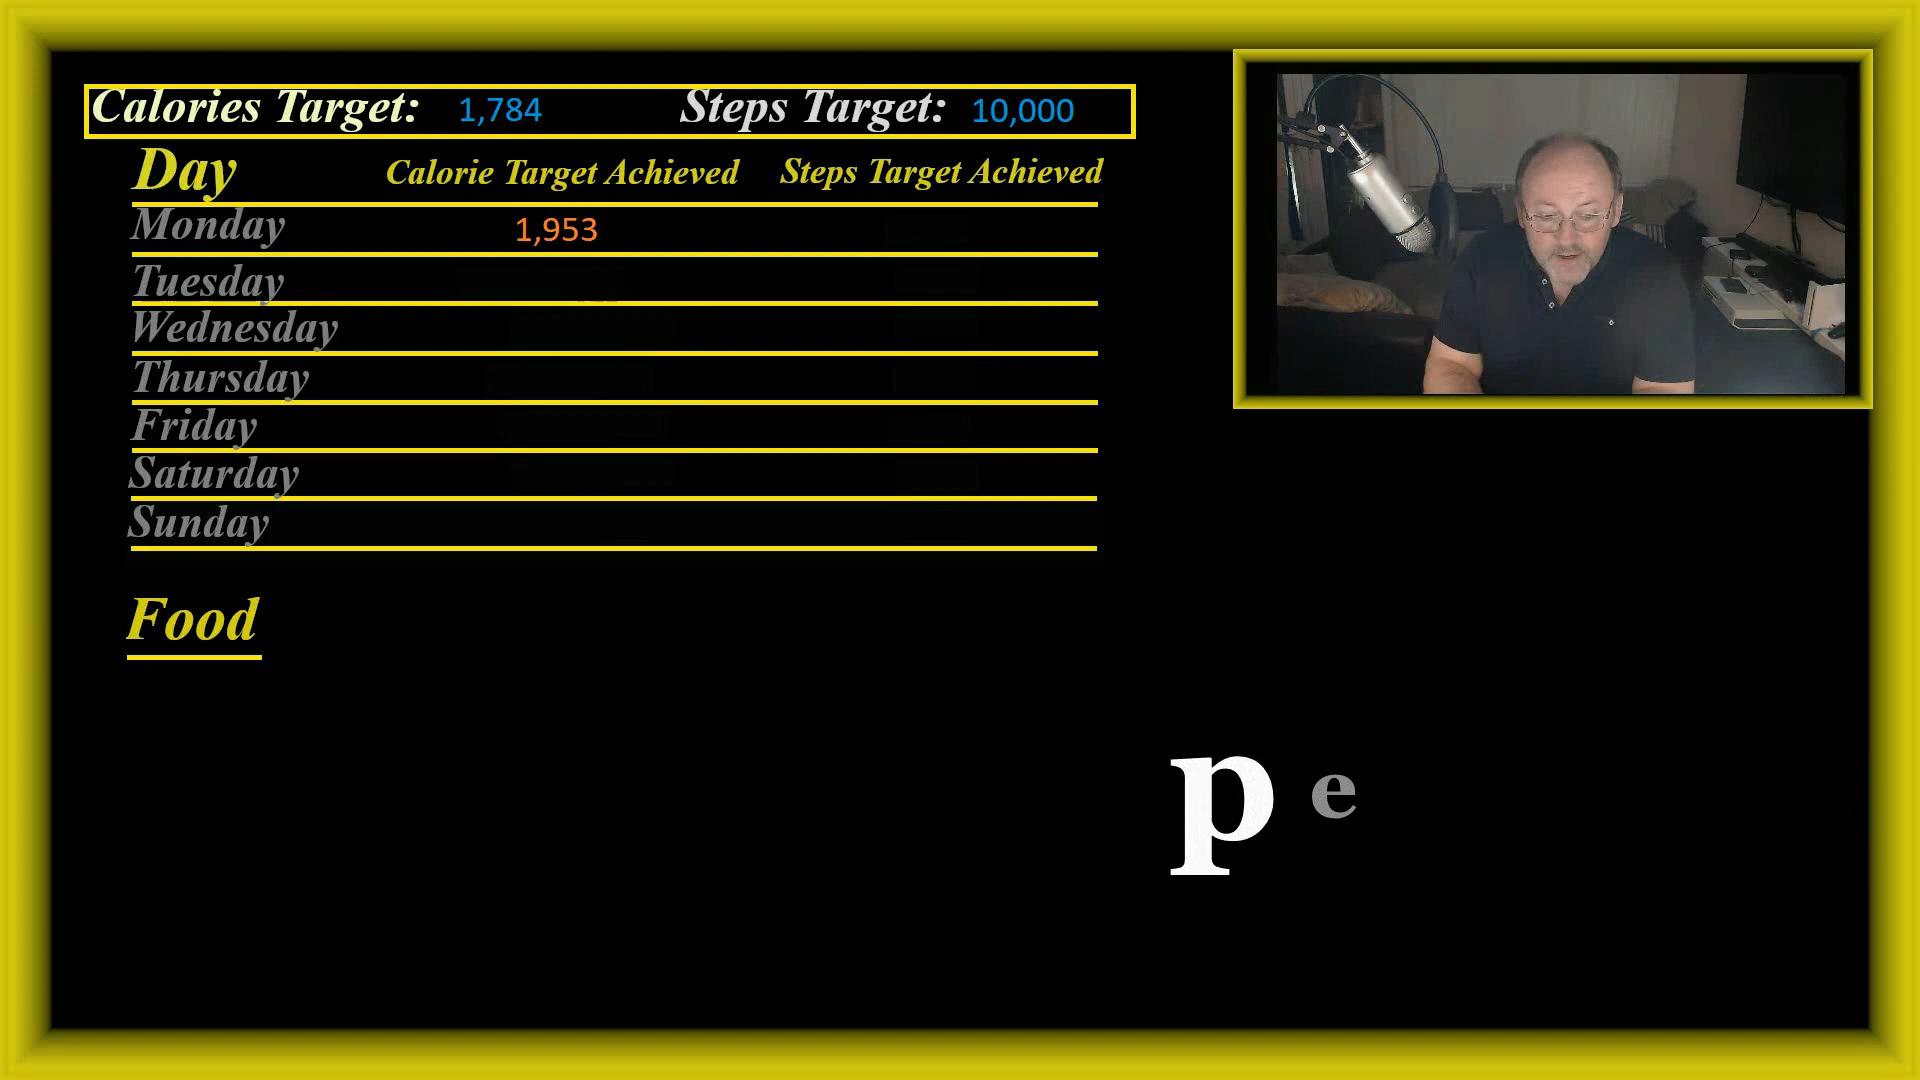 Calories Target: 1,784 Steps Target: 10,000
Day Calorie Target Achieved Steps Target Achieved
Monday 1,953
Tuesday
Wednesday
Thursday
Friday
Saturday
Sunday
Food
p e